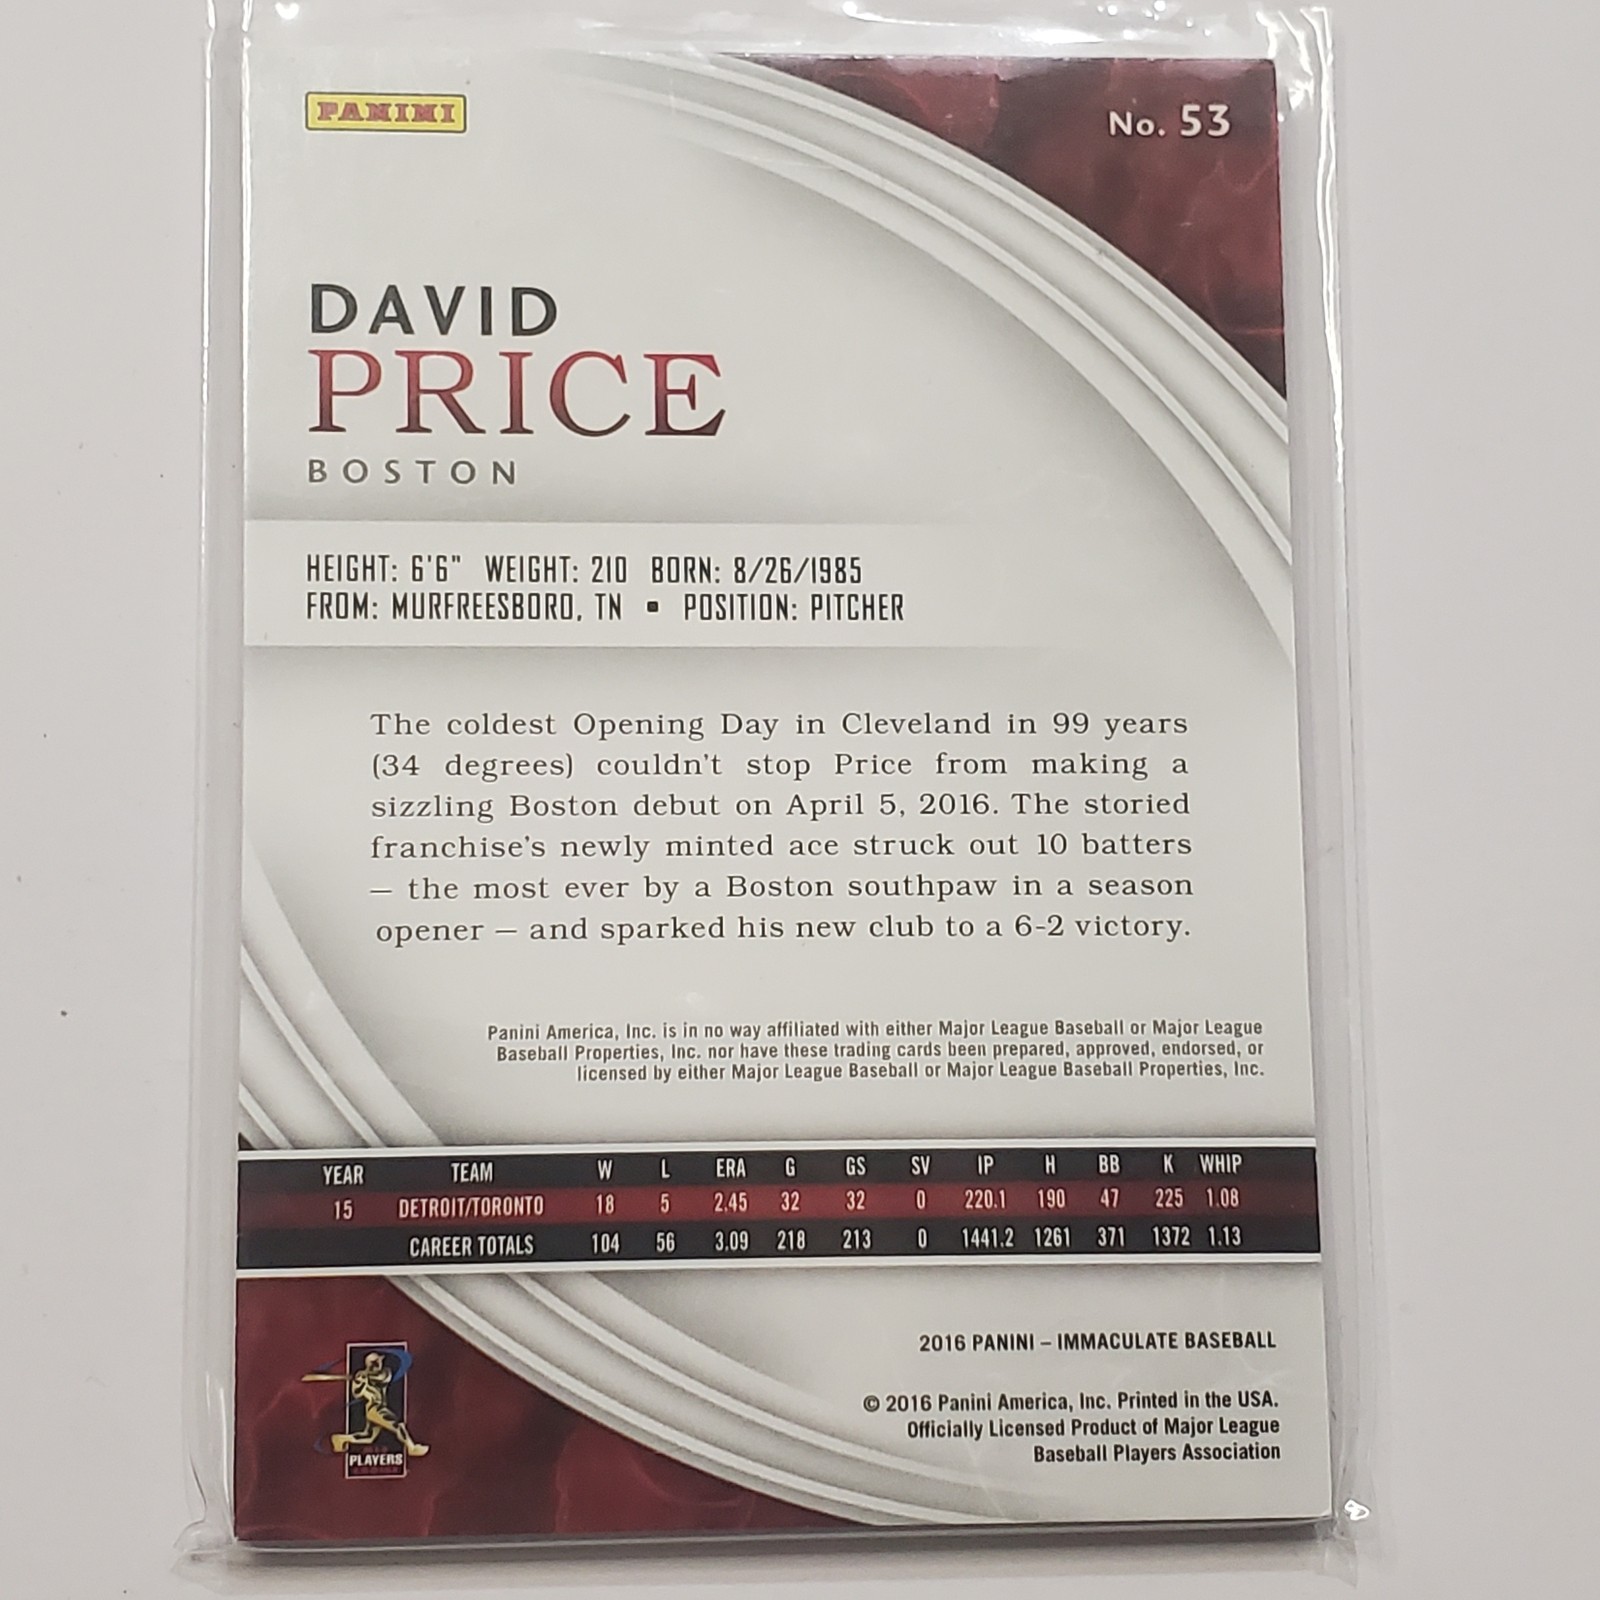 PANINI
No. 53
DAVID
PRICE
BOSTON
HEIGHT: 6'6" WEIGHT: 210 BORN: 8/26/1985
FROM: MURFREESBORO, TN ▪ POSITION: PITCHER
The coldest Opening Day in Cleveland in 99 years
(34 degrees) couldn't stop Price from making a
sizzling Boston debut on April 5, 2016. The storied
franchise's newly minted ace struck out 10 batters
— the most ever by a Boston southpaw in a season
opener — and sparked his new club to a 6-2 victory.
Panini America, Inc. is in no way affiliated with either Major League Baseball or Major League
Baseball Properties, Inc. nor have these trading cards been prepared, approved, endorsed, or
licensed by either Major League Baseball or Major League Baseball Properties, Inc.
YEAR TEAM W L ERA G GS SV IP H BB K WHIP
15 DETROIT/TORONTO 18 5 2.45 32 32 0 220.1 190 47 225 1.08
CAREER TOTALS 104 56 3.09 218 213 0 1441.2 1261 371 1372 1.13
2016 PANINI – IMMACULATE BASEBALL
© 2016 Panini America, Inc. Printed in the USA.
Officially Licensed Product of Major League
Baseball Players Association
PLAYERS